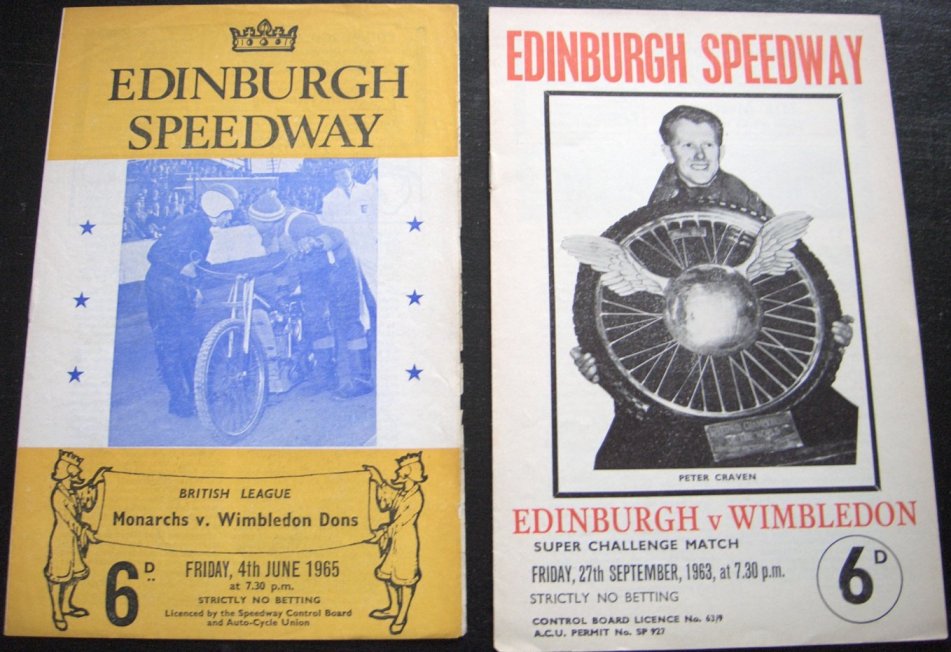 EDINBURGH
SPEEDWAY
BRITISH LEAGUE
Monarchs v. Wimbledon Dons
6D.
FRIDAY, 4th JUNE 1965
at 7.30 p.m.
STRICTLY NO BETTING
Licenced by the Speedway Control Board
and Auto-Cycle Union
EDINBURGH SPEEDWAY
PETER CRAVEN
EDINBURGH v WIMBLEDON
SUPER CHALLENGE MATCH
FRIDAY, 27th SEPTEMBER, 1963, at 7.30 p.m.
STRICTLY NO BETTING
CONTROL BOARD LICENCE No. 63/9
A.C.U. PERMIT No. SP 927
6D